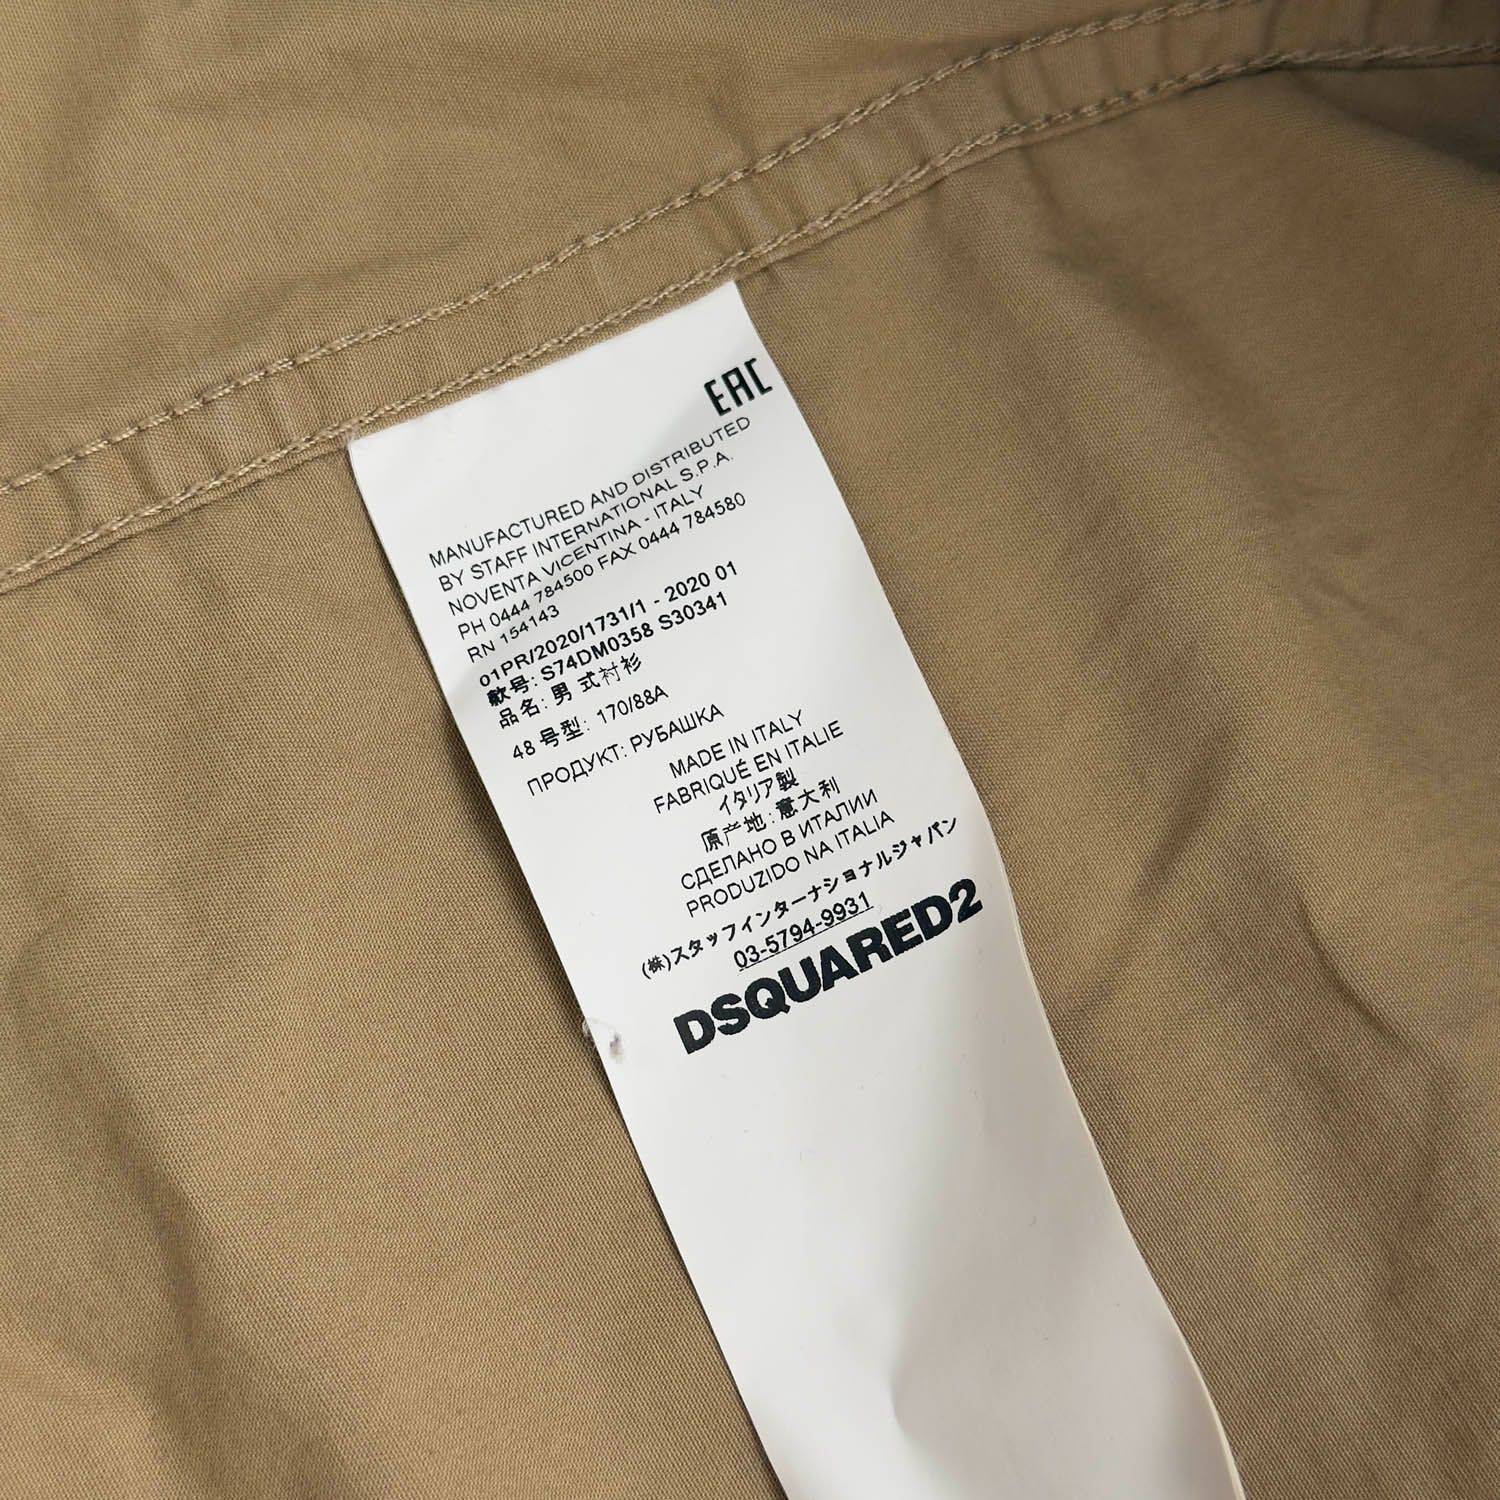 EAC
MANUFACTURED AND DISTRIBUTED
BY STAFF INTERNATIONAL S.P.A.
NOVENTA VICENTINA - ITALY
PH 0444 784500 FAX 0444 784580
RN 154143
01PR/2020/1731/1 - 2020 01
款号: S74DM0358 S30341
品名: 男 式衬衫
48 号型: 170/88A
ПРОДУКТ: РУБАШКА
MADE IN ITALY
FABRIQUÉ EN ITALIE
イタリア製
原产地: 意大利
СДЕЛАНО В ИТАЛИИ
PRODUZIDO NA ITALIA
(株)スタッフインターナショナルジャパン
03-5794-9931
DSQUARED2